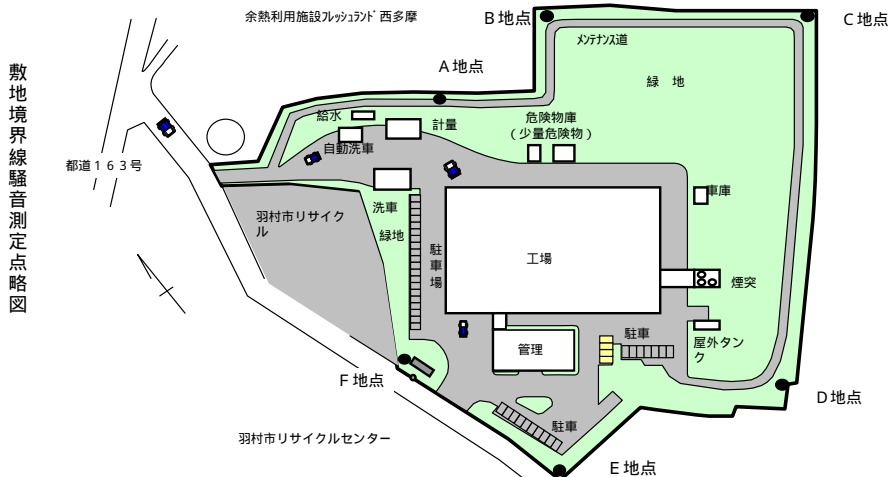 敷地境界線騒音測定点略図
余熱利用施設フレッシュランド西多摩
B地点
C地点
メンテナンス道
A地点
緑 地
給水
計量
危険物庫
（少量危険物）
自動洗車
都道１６３号
車庫
洗車
羽村市リサイク
ル
緑地
駐車場
工場
煙突
駐車
管理
屋外タン
ク
F地点
D地点
駐車
羽村市リサイクルセンター
E地点